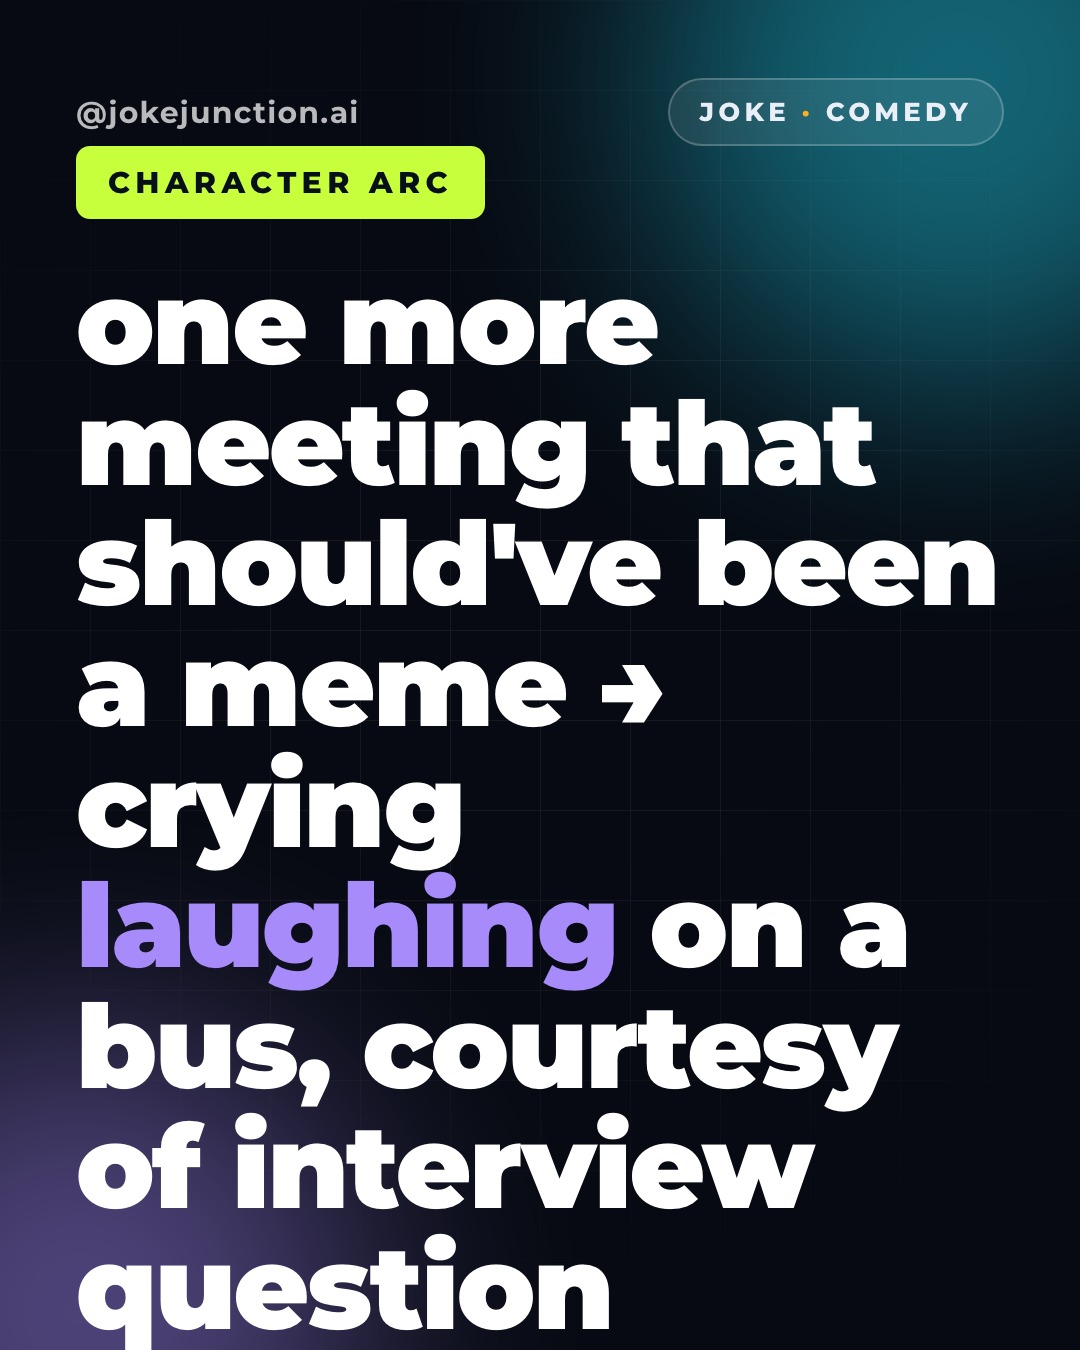 @jokejunction.ai
JOKE • COMEDY
CHARACTER ARC
one more
meeting that
should've been
a meme →
crying
laughing on a
bus, courtesy
of interview
question